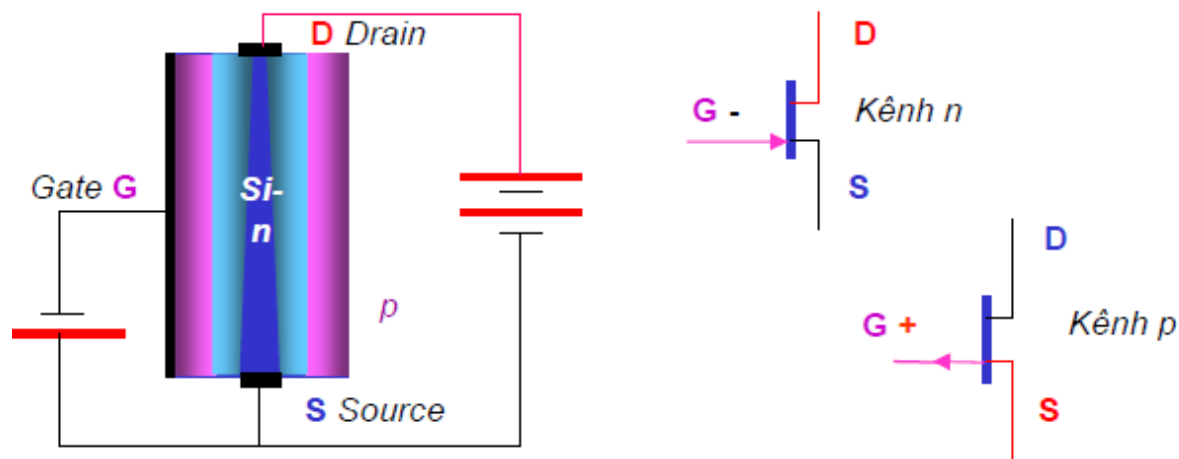 D Drain
Gate G
Si-
n
p
S Source
D
G -
Kênh n
S
D
G +
Kênh p
S